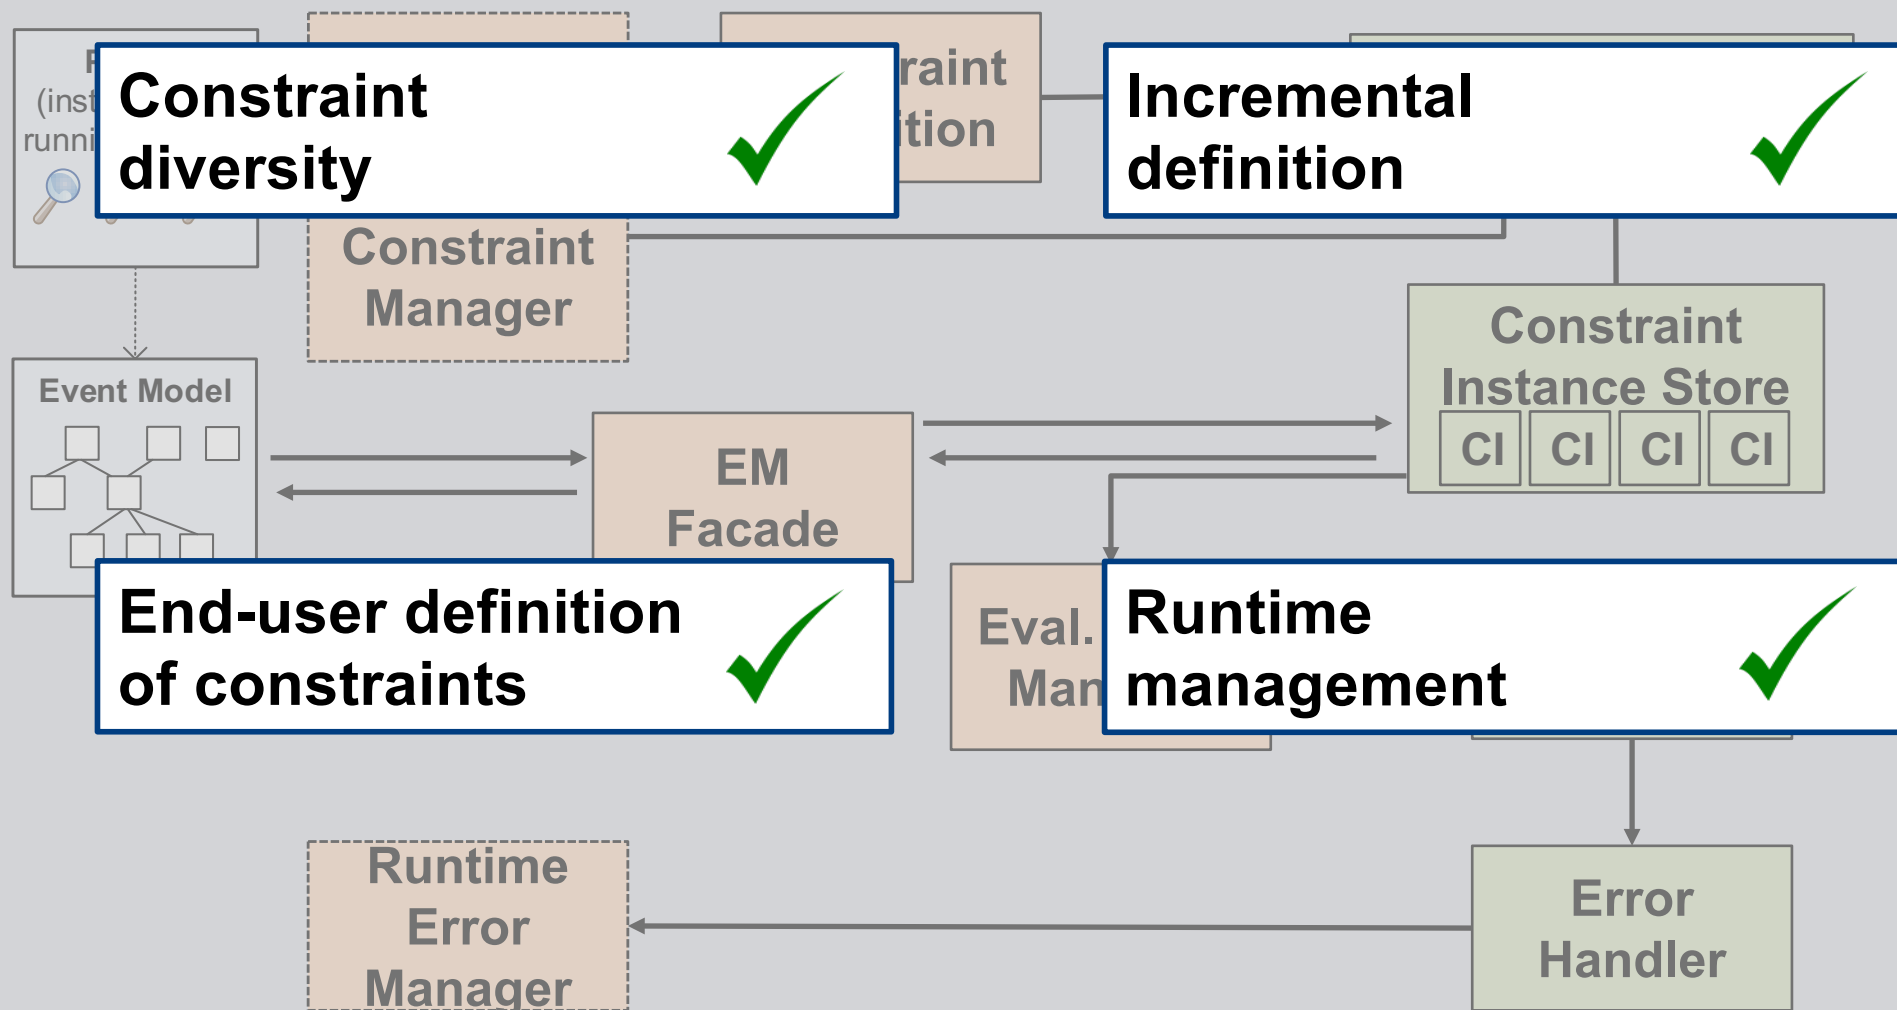 Constraint
diversity
raint
ition
Incremental
definition
(inst
runni
Constraint
Manager
Constraint
Instance Store
CI CI CI CI
Event Model
EM
Facade
End-user definition
of constraints
Eval.
Man
Runtime
management
Runtime
Error
Manager
Error
Handler